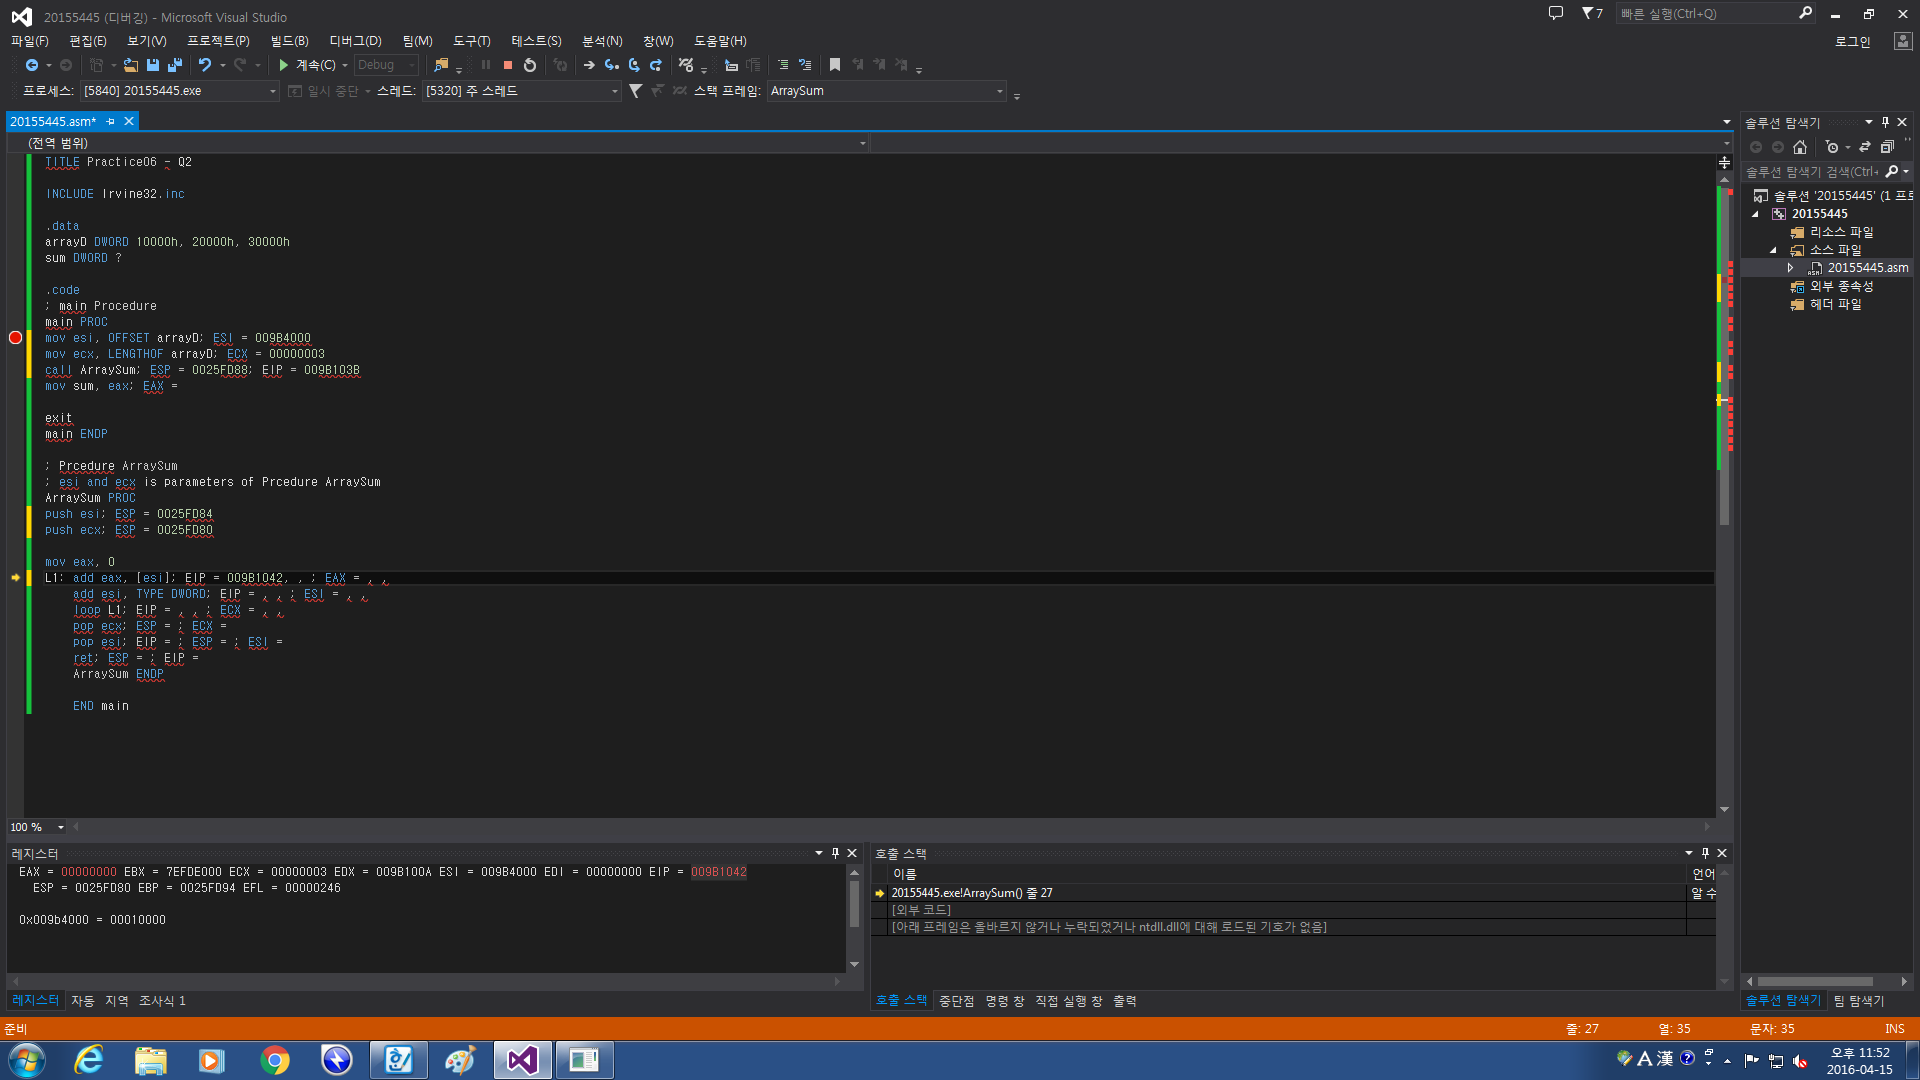 20155445 (디버깅) - Microsoft Visual Studio
7
빠른 실행(Ctrl+Q)
파일(F) 편집(E) 보기(V) 프로젝트(P) 빌드(B) 디버그(D) 팀(M) 도구(T) 테스트(S) 분석(N) 창(W) 도움말(H)
로그인
계속(C) Debug
프로세스: [5840] 20155445.exe 일시 중단 스레드: [5320] 주 스레드 스택 프레임: ArraySum
20155445.asm*
(전역 범위)
TITLE Practice06 - Q2
INCLUDE Irvine32.inc
.data
arrayD DWORD 10000h, 20000h, 30000h
sum DWORD ?
.code
; main Procedure
main PROC
mov esi, OFFSET arrayD; ESI = 009B4000
mov ecx, LENGTHOF arrayD; ECX = 00000003
call ArraySum; ESP = 0025FD88; EIP = 009B103B
mov sum, eax; EAX =
exit
main ENDP
; Prcedure ArraySum
; esi and ecx is parameters of Prcedure ArraySum
ArraySum PROC
push esi; ESP = 0025FD84
push ecx; ESP = 0025FD80
mov eax, 0
L1: add eax, [esi]; EIP = 009B1042, , ; EAX = , ,
add esi, TYPE DWORD; EIP = , , ; ESI = , ,
loop L1; EIP = , , ; ECX = , ,
pop ecx; ESP = ; ECX =
pop esi; EIP = ; ESP = ; ESI =
ret; ESP = ; EIP =
ArraySum ENDP
END main
100 %
솔루션 탐색기
솔루션 탐색기 검색(Ctrl+
솔루션 '20155445' (1 프로
20155445
리소스 파일
소스 파일
20155445.asm
외부 종속성
헤더 파일
솔루션 탐색기 팀 탐색기
레지스터
EAX = 00000000 EBX = 7EFDE000 ECX = 00000003 EDX = 009B100A ESI = 009B4000 EDI = 00000000 EIP = 009B1042
ESP = 0025FD80 EBP = 0025FD94 EFL = 00000246
0x009b4000 = 00010000
레지스터 자동 지역 조사식 1
호출 스택
이름 언어
20155445.exe!ArraySum() 줄 27 알 수
[외부 코드]
[아래 프레임은 올바르지 않거나 누락되었거나 ntdll.dll에 대해 로드된 기호가 없음]
호출 스택 중단점 명령 창 직접 실행 창 출력
준비 줄: 27 열: 35 문자: 35 INS
A 漢
오후 11:52
2016-04-15